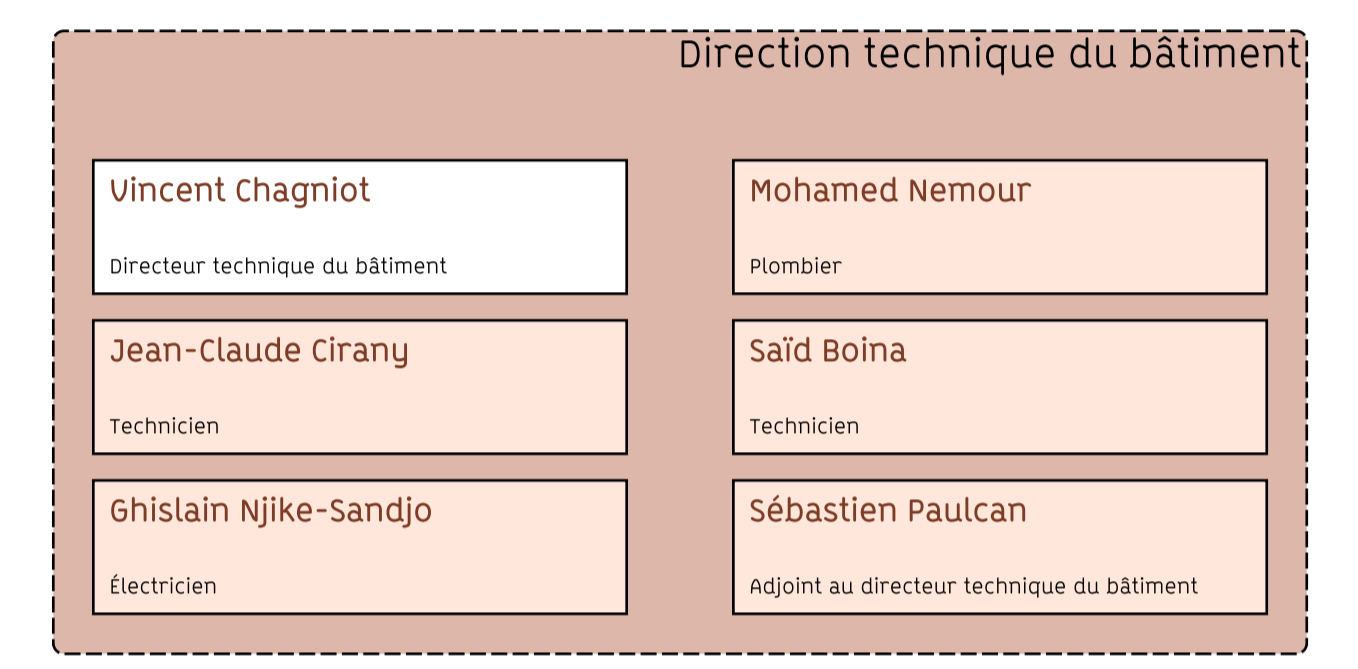 Direction technique du bâtiment
Vincent Chagniot
Directeur technique du bâtiment
Mohamed Nemour
Plombier
Jean-Claude Cirany
Technicien
Saïd Boina
Technicien
Ghislain Njike-Sandjo
Électricien
Sébastien Paulcan
Adjoint au directeur technique du bâtiment